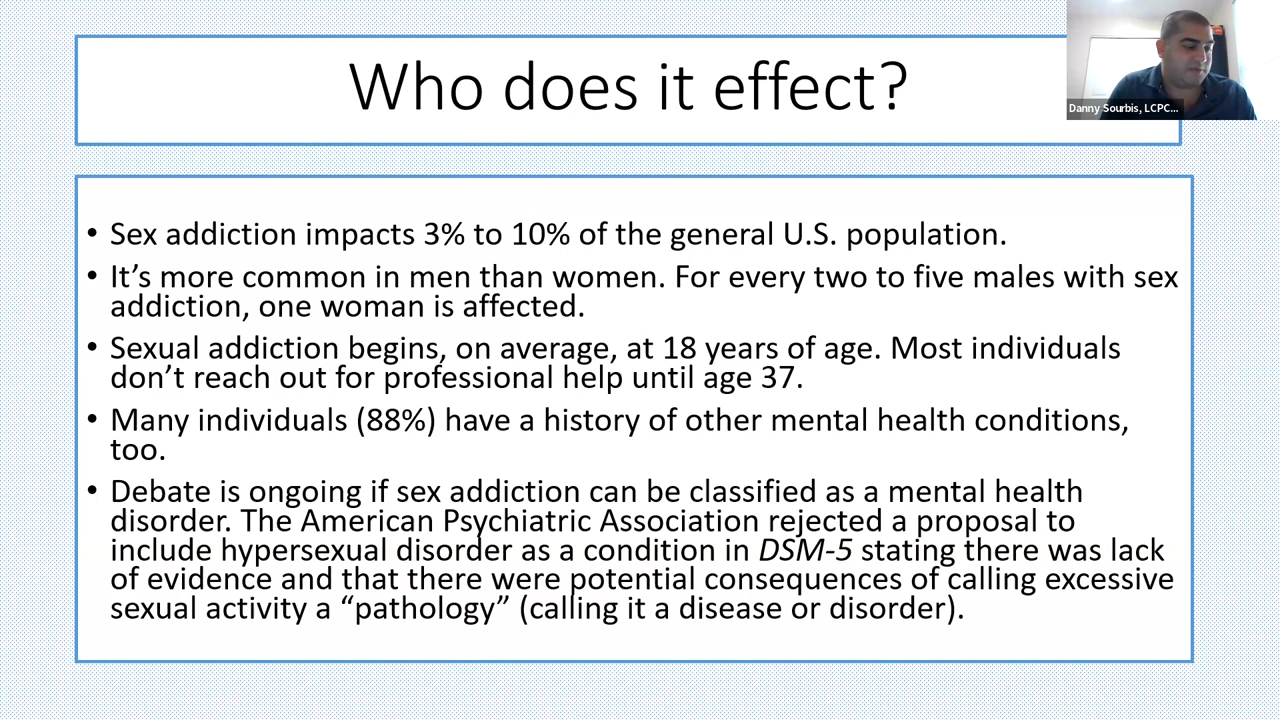 Who does it effect?
Danny Sourbis, LCPC...
• Sex addiction impacts 3% to 10% of the general U.S. population.
• It’s more common in men than women. For every two to five males with sex
addiction, one woman is affected.
• Sexual addiction begins, on average, at 18 years of age. Most individuals
don’t reach out for professional help until age 37.
• Many individuals (88%) have a history of other mental health conditions,
too.
• Debate is ongoing if sex addiction can be classified as a mental health
disorder. The American Psychiatric Association rejected a proposal to
include hypersexual disorder as a condition in DSM-5 stating there was lack
of evidence and that there were potential consequences of calling excessive
sexual activity a “pathology” (calling it a disease or disorder).